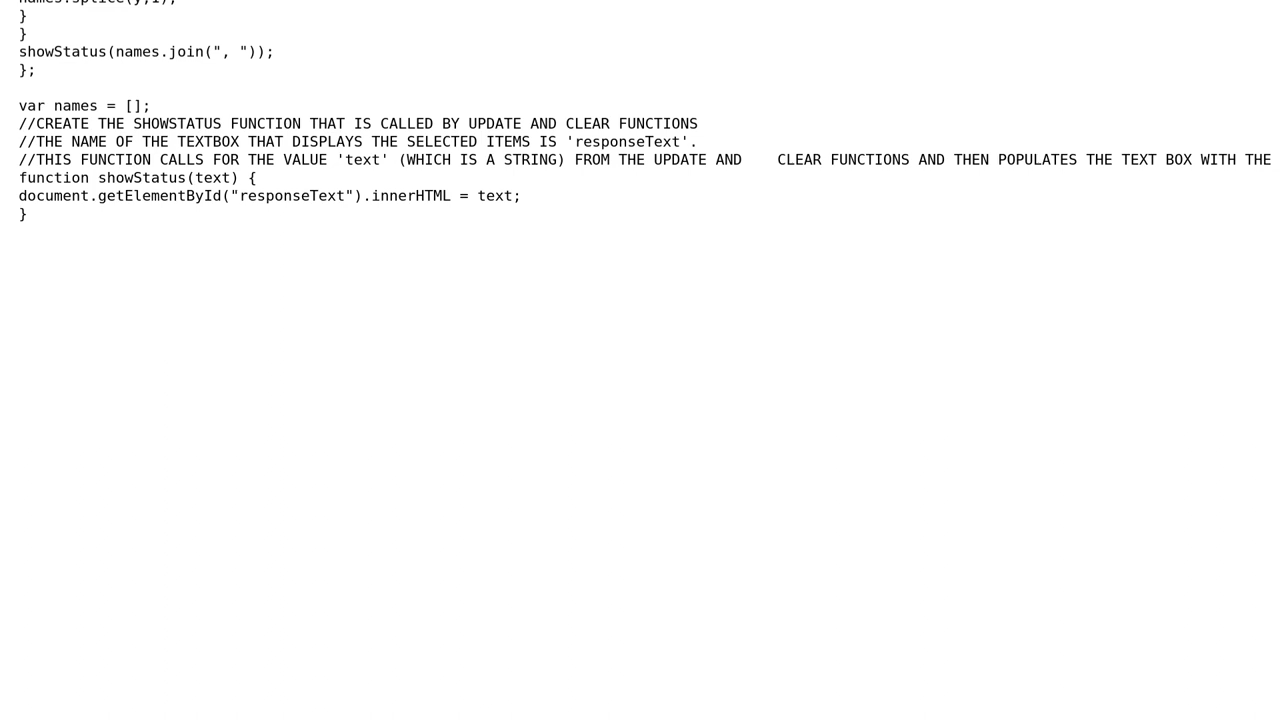 names.splice(y,1);
}
}
showStatus(names.join(", "));
};
var names = [];
//CREATE THE SHOWSTATUS FUNCTION THAT IS CALLED BY UPDATE AND CLEAR FUNCTIONS
//THE NAME OF THE TEXTBOX THAT DISPLAYS THE SELECTED ITEMS IS 'responseText'.
//THIS FUNCTION CALLS FOR THE VALUE 'text' (WHICH IS A STRING) FROM THE UPDATE AND    CLEAR FUNCTIONS AND THEN POPULATES THE TEXT BOX WITH THE
function showStatus(text) {
document.getElementById("responseText").innerHTML = text;
}